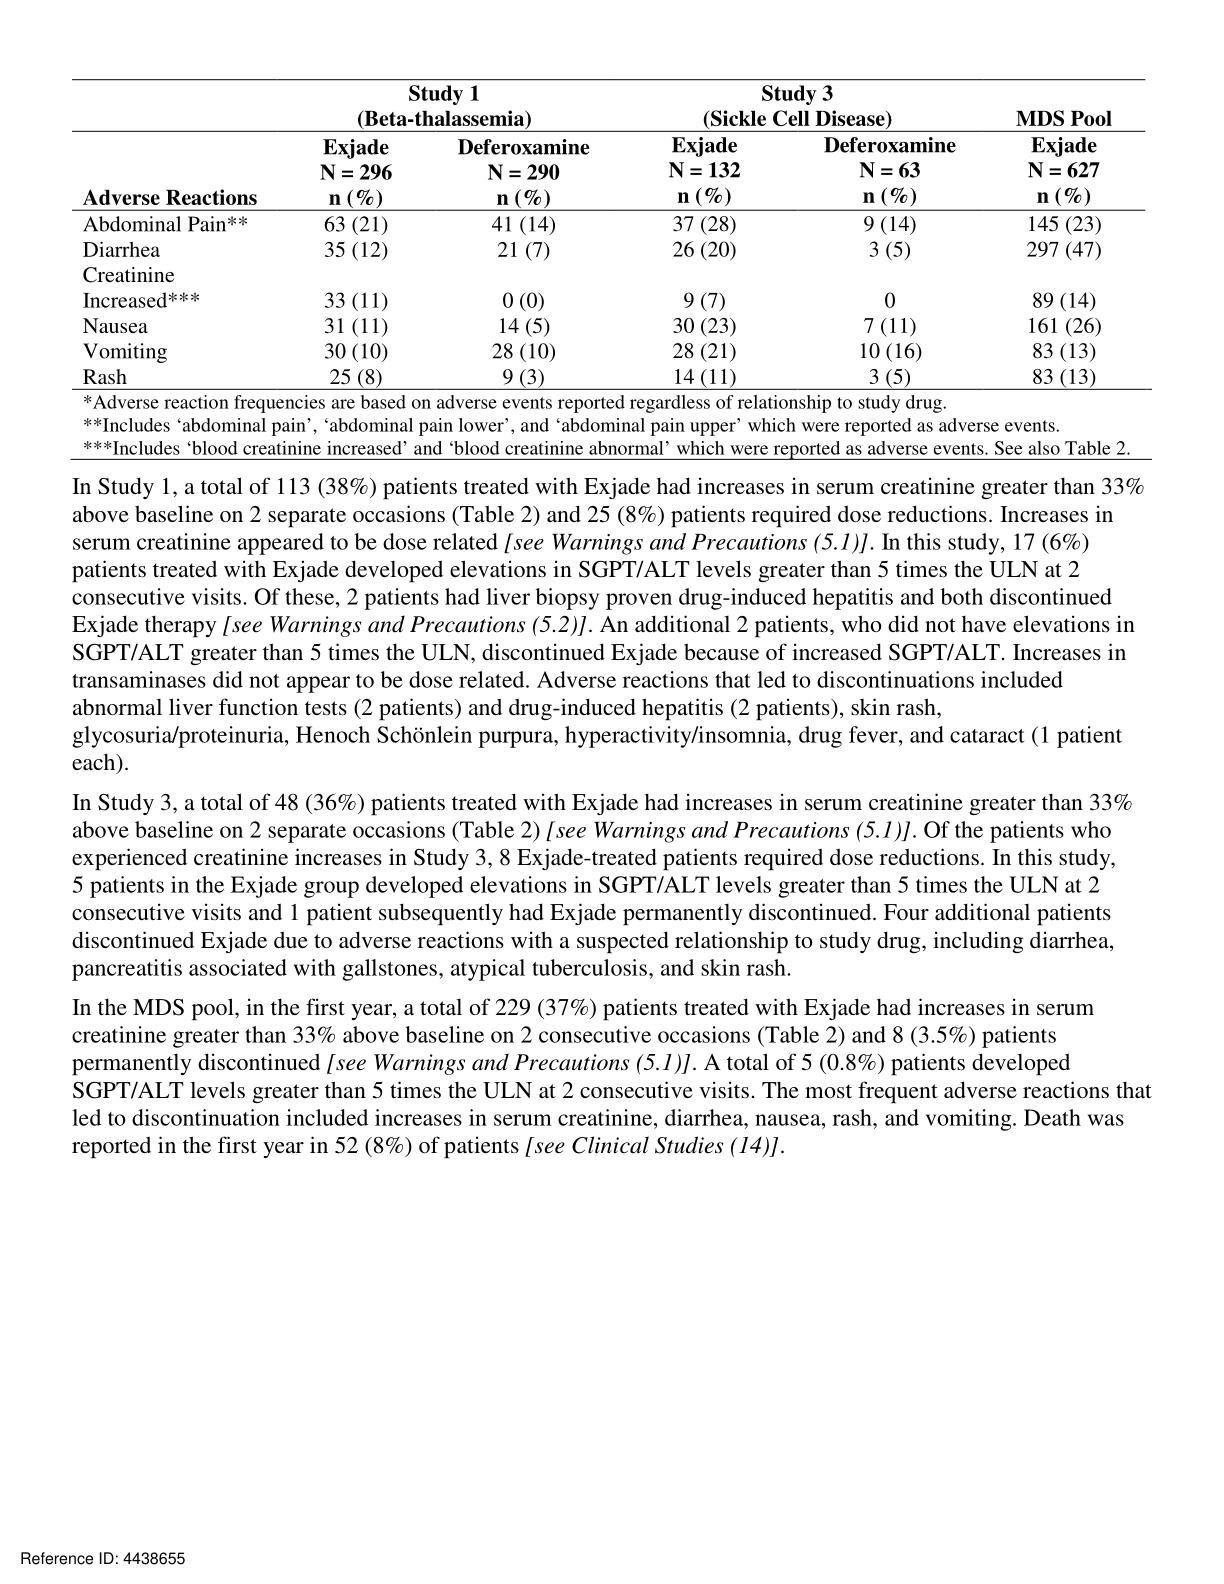 Study 1
(Beta-thalassemia)
Study 3
(Sickle Cell Disease)
MDS Pool
Adverse Reactions
Exjade
N = 296
n (%)
Deferoxamine
N = 290
n (%)
Exjade
N = 132
n (%)
Deferoxamine
N = 63
n (%)
Exjade
N = 627
n (%)
Abdominal Pain** 63 (21) 41 (14) 37 (28) 9 (14) 145 (23)
Diarrhea 35 (12) 21 (7) 26 (20) 3 (5) 297 (47)
Creatinine
Increased*** 33 (11) 0 (0) 9 (7) 0 89 (14)
Nausea 31 (11) 14 (5) 30 (23) 7 (11) 161 (26)
Vomiting 30 (10) 28 (10) 28 (21) 10 (16) 83 (13)
Rash 25 (8) 9 (3) 14 (11) 3 (5) 83 (13)
*Adverse reaction frequencies are based on adverse events reported regardless of relationship to study drug.
**Includes ‘abdominal pain’, ‘abdominal pain lower’, and ‘abdominal pain upper’ which were reported as adverse events.
***Includes ‘blood creatinine increased’ and ‘blood creatinine abnormal’ which were reported as adverse events. See also Table 2.
In Study 1, a total of 113 (38%) patients treated with Exjade had increases in serum creatinine greater than 33%
above baseline on 2 separate occasions (Table 2) and 25 (8%) patients required dose reductions. Increases in
serum creatinine appeared to be dose related [see Warnings and Precautions (5.1)]. In this study, 17 (6%)
patients treated with Exjade developed elevations in SGPT/ALT levels greater than 5 times the ULN at 2
consecutive visits. Of these, 2 patients had liver biopsy proven drug-induced hepatitis and both discontinued
Exjade therapy [see Warnings and Precautions (5.2)]. An additional 2 patients, who did not have elevations in
SGPT/ALT greater than 5 times the ULN, discontinued Exjade because of increased SGPT/ALT. Increases in
transaminases did not appear to be dose related. Adverse reactions that led to discontinuations included
abnormal liver function tests (2 patients) and drug-induced hepatitis (2 patients), skin rash,
glycosuria/proteinuria, Henoch Schönlein purpura, hyperactivity/insomnia, drug fever, and cataract (1 patient
each).
In Study 3, a total of 48 (36%) patients treated with Exjade had increases in serum creatinine greater than 33%
above baseline on 2 separate occasions (Table 2) [see Warnings and Precautions (5.1)]. Of the patients who
experienced creatinine increases in Study 3, 8 Exjade-treated patients required dose reductions. In this study,
5 patients in the Exjade group developed elevations in SGPT/ALT levels greater than 5 times the ULN at 2
consecutive visits and 1 patient subsequently had Exjade permanently discontinued. Four additional patients
discontinued Exjade due to adverse reactions with a suspected relationship to study drug, including diarrhea,
pancreatitis associated with gallstones, atypical tuberculosis, and skin rash.
In the MDS pool, in the first year, a total of 229 (37%) patients treated with Exjade had increases in serum
creatinine greater than 33% above baseline on 2 consecutive occasions (Table 2) and 8 (3.5%) patients
permanently discontinued [see Warnings and Precautions (5.1)]. A total of 5 (0.8%) patients developed
SGPT/ALT levels greater than 5 times the ULN at 2 consecutive visits. The most frequent adverse reactions that
led to discontinuation included increases in serum creatinine, diarrhea, nausea, rash, and vomiting. Death was
reported in the first year in 52 (8%) of patients [see Clinical Studies (14)].
Reference ID: 4438655